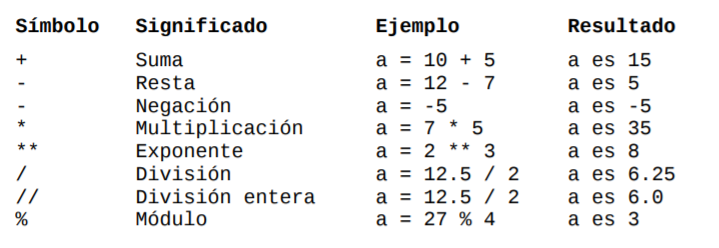 Símbolo Significado Ejemplo Resultado
+ Suma a = 10 + 5 a es 15
- Resta a = 12 - 7 a es 5
- Negación a = -5 a es -5
* Multiplicación a = 7 * 5 a es 35
** Exponente a = 2 ** 3 a es 8
/ División a = 12.5 / 2 a es 6.25
// División entera a = 12.5 / 2 a es 6.0
% Módulo a = 27 % 4 a es 3